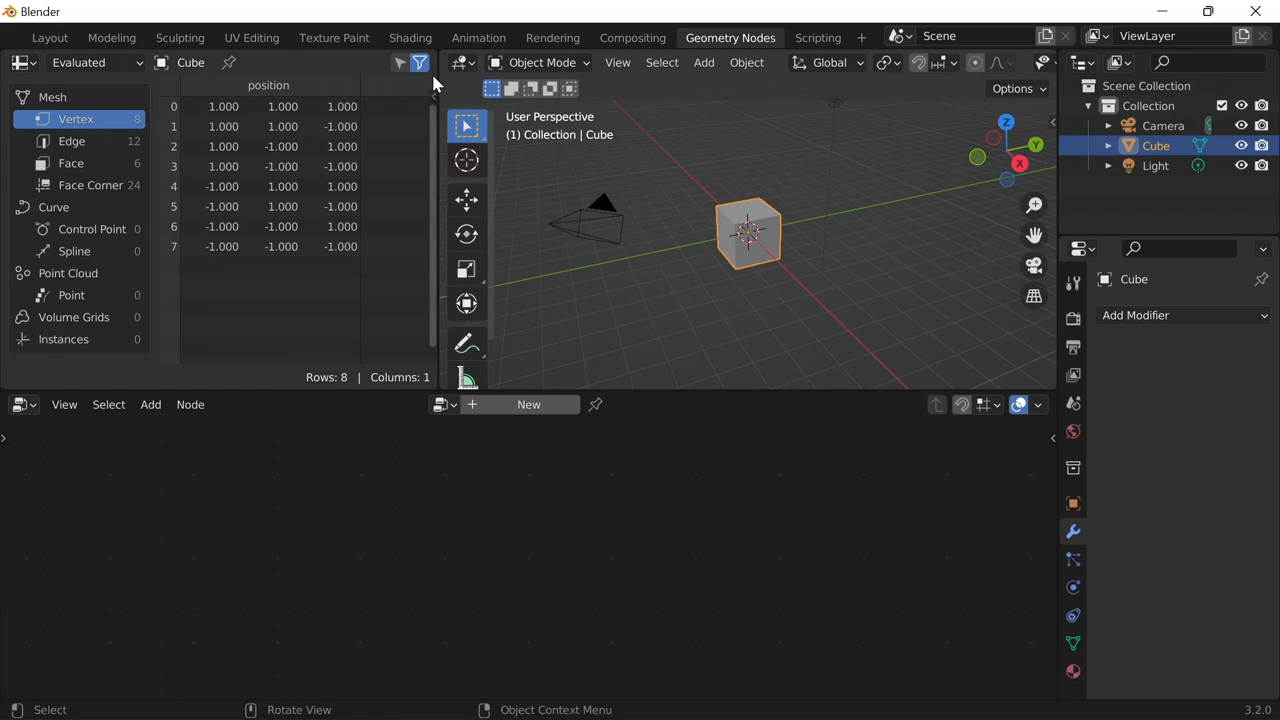 Blender
Layout Modeling Sculpting UV Editing Texture Paint Shading Animation Rendering Compositing Geometry Nodes Scripting + Scene ViewLayer
Evaluated Cube Object Mode View Select Add Object Global
Options
position
Mesh
Vertex 8
Edge 12
Face 6
Face Corner 24
Curve
Control Point 0
Spline 0
Point Cloud
Point 0
Volume Grids 0
Instances 0
0 1.000 1.000 1.000
1 1.000 1.000 -1.000
2 1.000 -1.000 1.000
3 1.000 -1.000 -1.000
4 -1.000 1.000 1.000
5 -1.000 1.000 -1.000
6 -1.000 -1.000 1.000
7 -1.000 -1.000 -1.000
Rows: 8 | Columns: 1
User Perspective
(1) Collection | Cube
Z
Y
X
Scene Collection
Collection
Camera
Cube
Light
Cube
Add Modifier
View Select Add Node New
Select Rotate View Object Context Menu 3.2.0